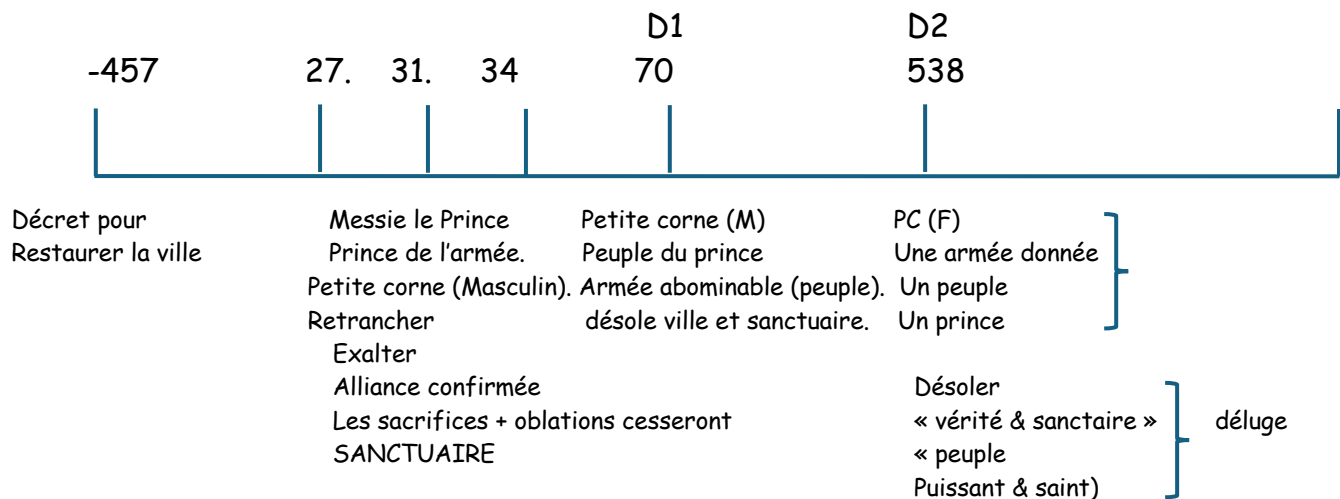 D1 D2
-457 27. 31. 34 70 538
Décret pour
Restaurer la ville
Messie le Prince
Prince de l’armée.
Petite corne (Masculin).
Retrancher
Exalter
Alliance confirmée
Les sacrifices + oblations cesseront
SANCTUAIRE
Petite corne (M)
Peuple du prince
Armée abominable (peuple).
désole ville et sanctuaire.
PC (F)
Une armée donnée
Un peuple
Un prince
Désoler
« vérité & sanctaire »
« peuple
Puissant & saint)
déluge